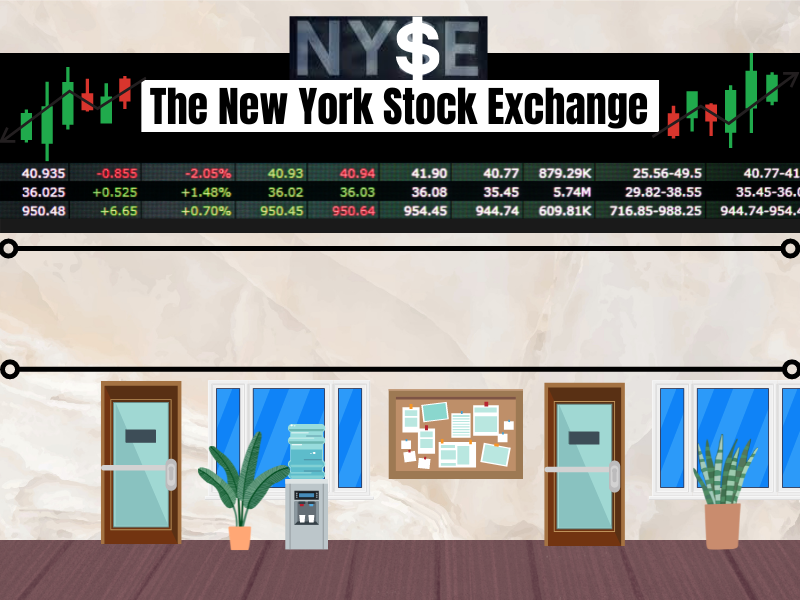 NY$E
The New York Stock Exchange
40.935 -0.855 -2.05% 40.93 40.94 41.90 40.77 879.29K 25.56-49.5 40.77-41
36.025 +0.525 +1.48% 36.02 36.03 36.08 35.45 5.74M 29.82-38.55 35.45-36.0
950.48 +6.65 +0.70% 950.45 950.64 954.45 944.74 609.81K 716.85-988.25 944.74-954.4